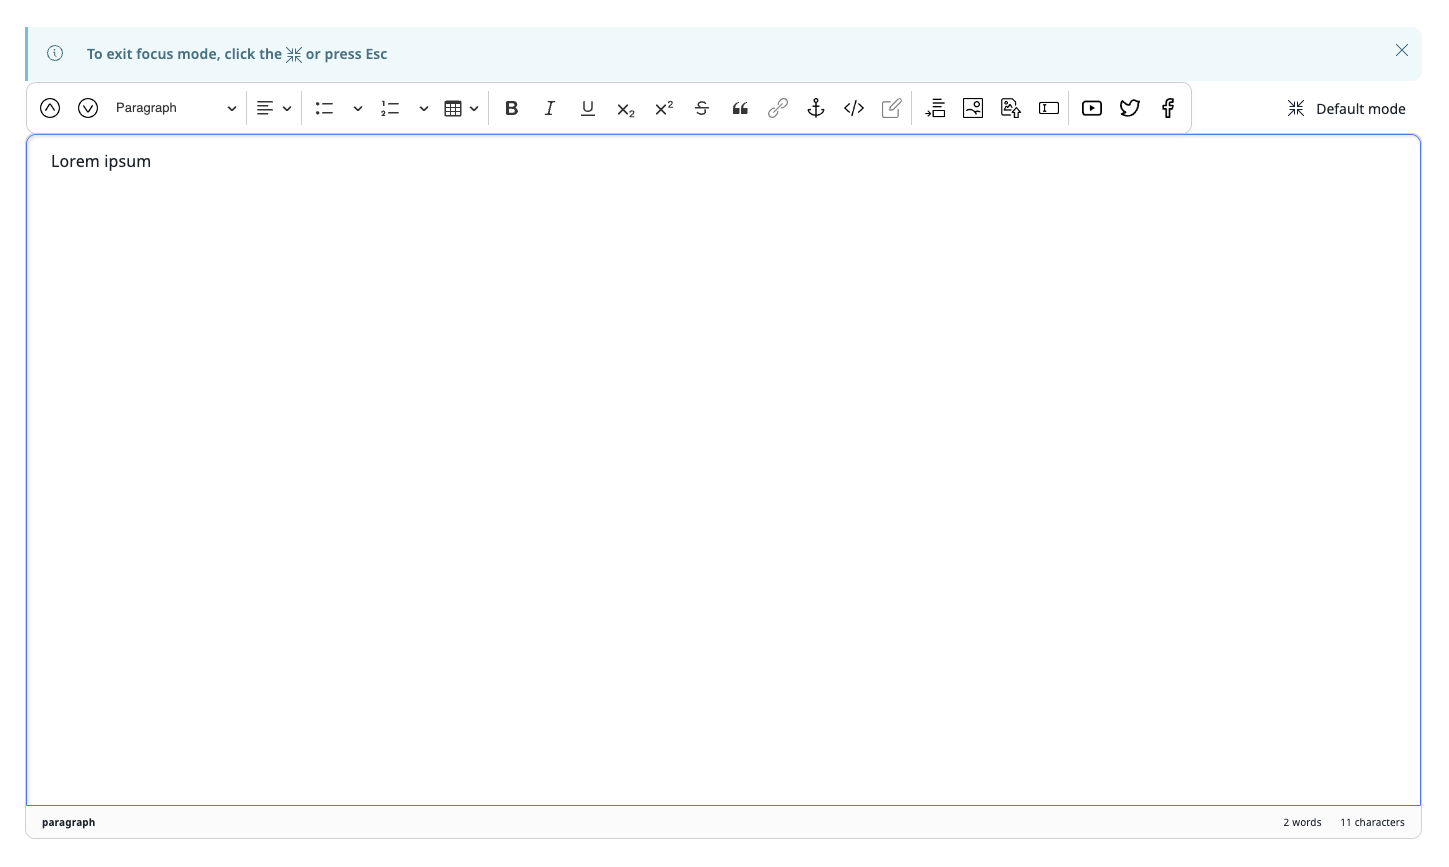 To exit focus mode, click the or press Esc
Paragraph
Default mode
Lorem ipsum
paragraph
2 words 11 characters